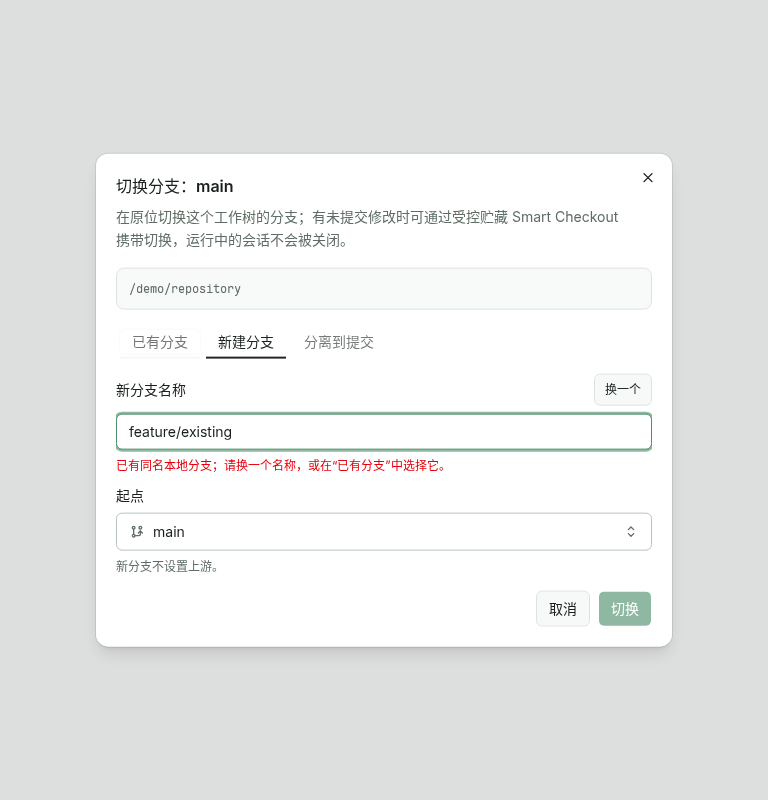 切换分支：main
在原位切换这个工作树的分支；有未提交修改时可通过受控贮藏 Smart Checkout
携带切换，运行中的会话不会被关闭。
/demo/repository
已有分支 新建分支 分离到提交
新分支名称 换一个
feature/existing
已有同名本地分支；请换一个名称，或在“已有分支”中选择它。
起点
main
新分支不设置上游。
取消 切换